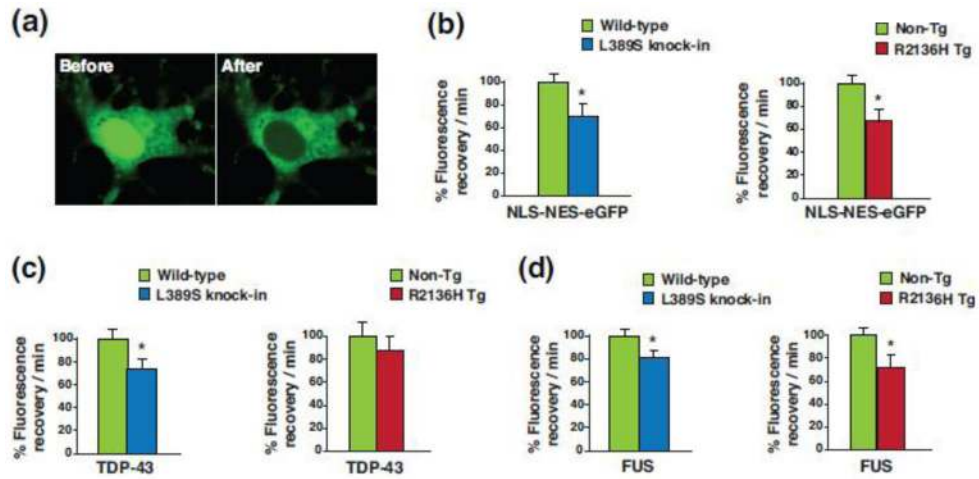 (a)
Before
After
(b)
Wild-type
L389S knock-in
% Fluorescence
recovery / min
100
80
60
40
20
0
NLS-NES-eGFP
Non-Tg
R2136H Tg
% Fluorescence
recovery / min
100
80
60
40
20
0
NLS-NES-eGFP
*
*
(c)
Wild-type
L389S knock-in
% Fluorescence
recovery / min
100
80
60
40
20
0
*
TDP-43
Non-Tg
R2136H Tg
% Fluorescence
recovery / min
100
80
60
40
20
0
TDP-43
(d)
Wild-type
L389S knock-in
% Fluorescence
recovery / min
100
80
60
40
20
0
*
FUS
Non-Tg
R2136H Tg
% Fluorescence
recovery / min
100
80
60
40
20
0
*
FUS